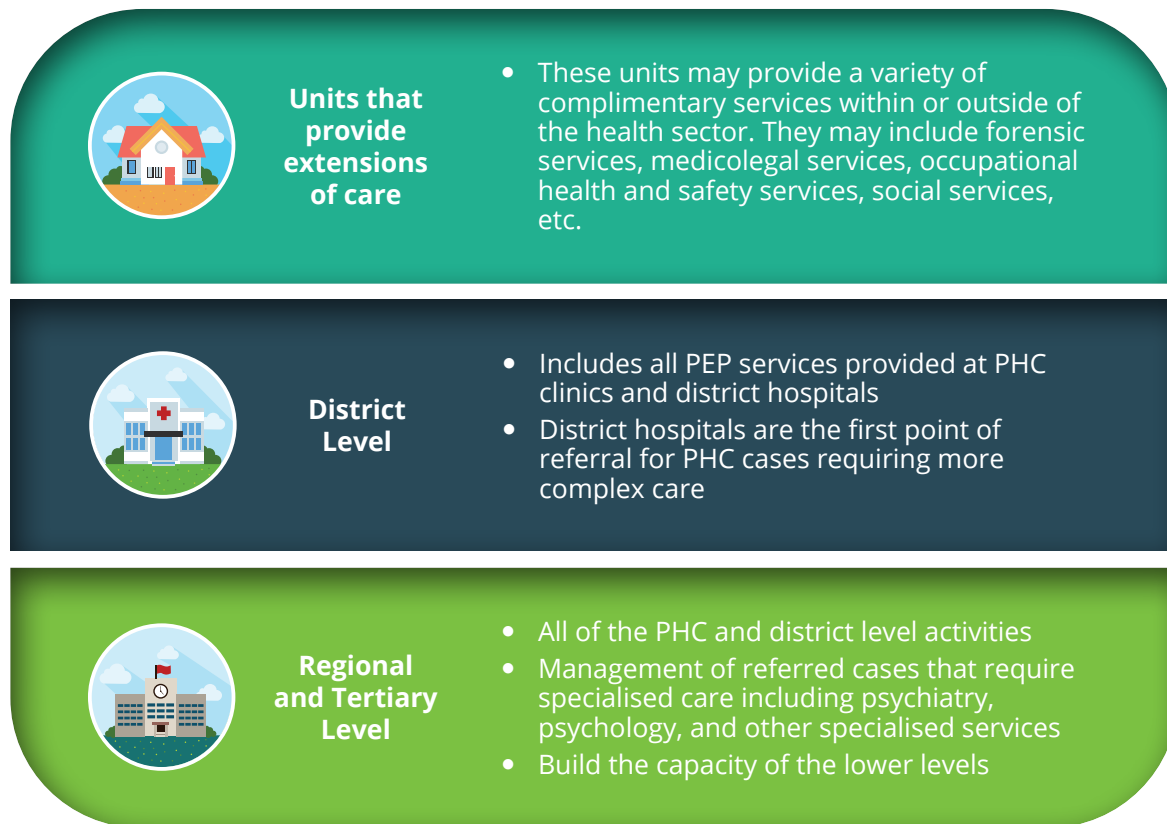 Units that
provide
extensions
of care
• These units may provide a variety of
complimentary services within or outside of
the health sector. They may include forensic
services, medicolegal services, occupational
health and safety services, social services,
etc.
District
Level
• Includes all PEP services provided at PHC
clinics and district hospitals
• District hospitals are the first point of
referral for PHC cases requiring more
complex care
Regional
and Tertiary
Level
• All of the PHC and district level activities
• Management of referred cases that require
specialised care including psychiatry,
psychology, and other specialised services
• Build the capacity of the lower levels